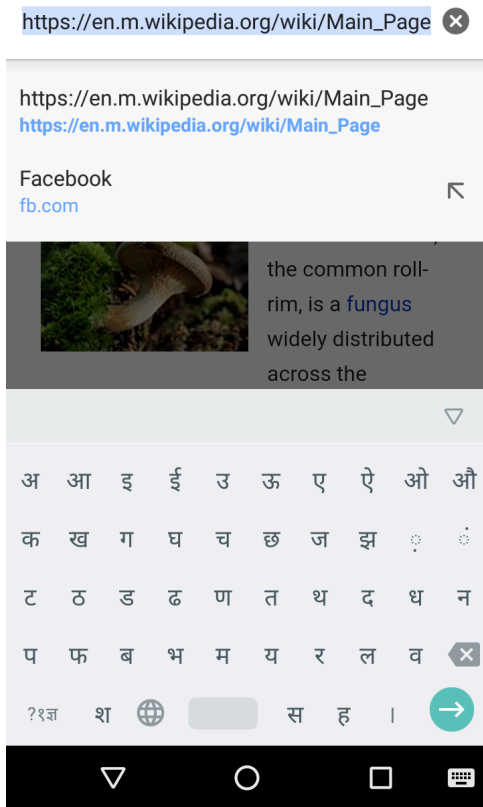 https://en.m.wikipedia.org/wiki/Main_Page
https://en.m.wikipedia.org/wiki/Main_Page
https://en.m.wikipedia.org/wiki/Main_Page
Facebook
fb.com
the common roll-
rim, is a fungus
widely distributed
across the
अ आ इ ई उ ऊ ए ऐ ओ औ
क ख ग घ च छ ज झ ़ ं
ट ठ ड ढ ण त थ द ध न
प फ ब भ म य र ल व
?१ज्ञ श स ह ।